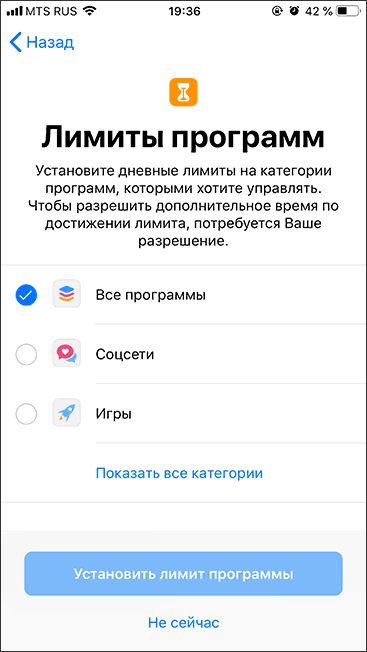 MTS RUS 19:36 42 %
Назад
Лимиты программ
Установите дневные лимиты на категории
программ, которыми хотите управлять.
Чтобы разрешить дополнительное время по
достижении лимита, потребуется Ваше
разрешение.
Все программы
Соцсети
Игры
Показать все категории
Установить лимит программы
Не сейчас